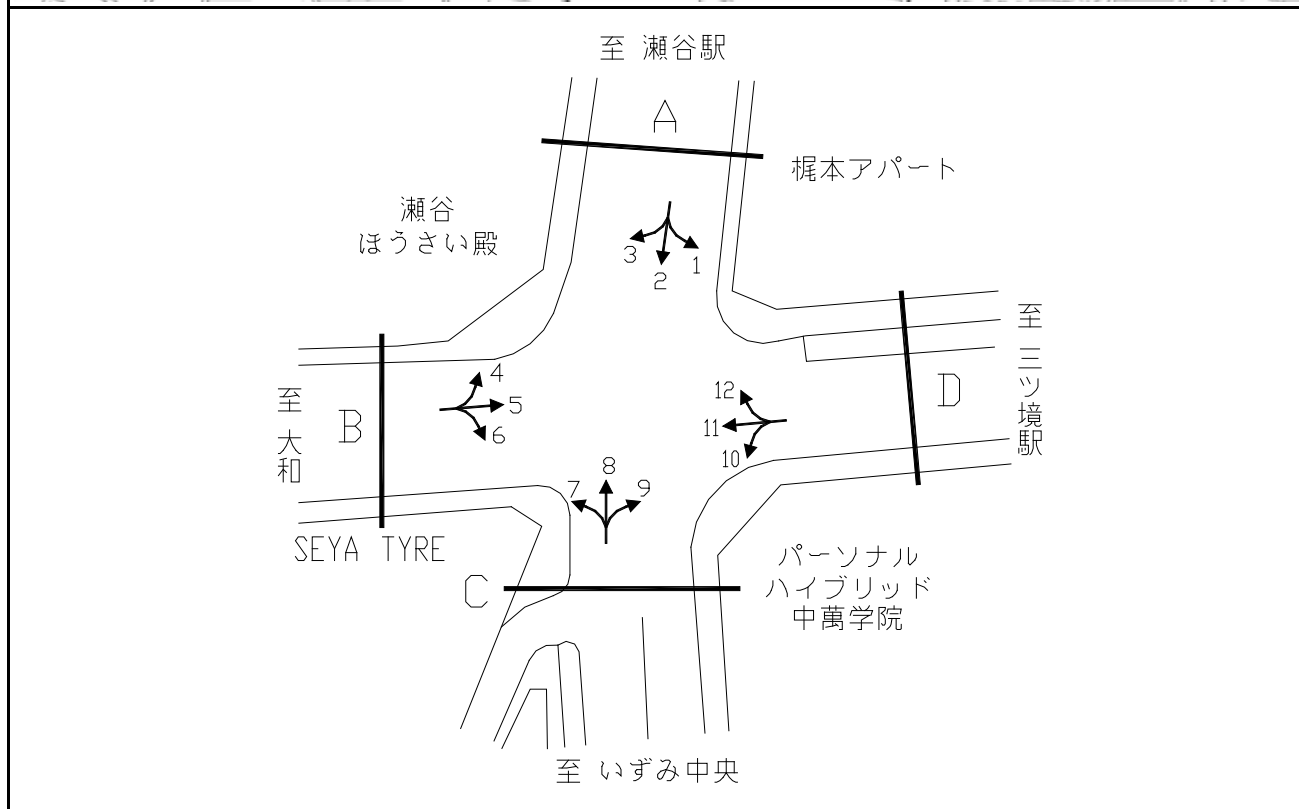 至 瀬谷駅
A
梶本アパート
瀬谷
ほうさい殿
3
2
1
至 三ツ境駅
D
至 大和
B
4
5
6
12
11
10
7
8
9
SEYA TYRE
C
パーソナル
ハイブリッド
中萬学院
至 いずみ中央